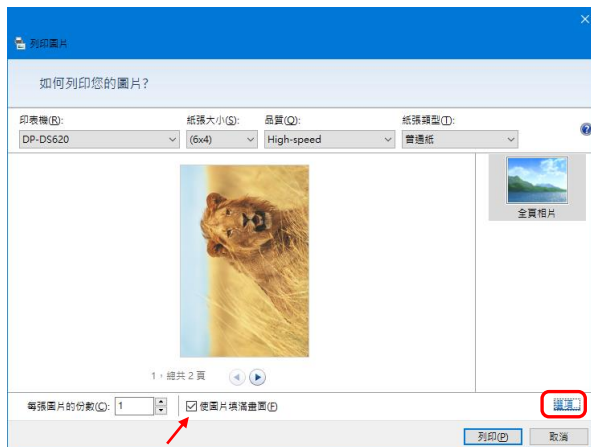 列印圖片
如何列印您的圖片?
印表機(R): 紙張大小(S): 品質(Q): 紙張類型(T):
DP-DS620 (6x4) High-speed 普通紙
全頁相片
1，總共 2 頁
每張圖片的份數(C): 1 使圖片填滿畫面(F) 選項...
列印(P) 取消